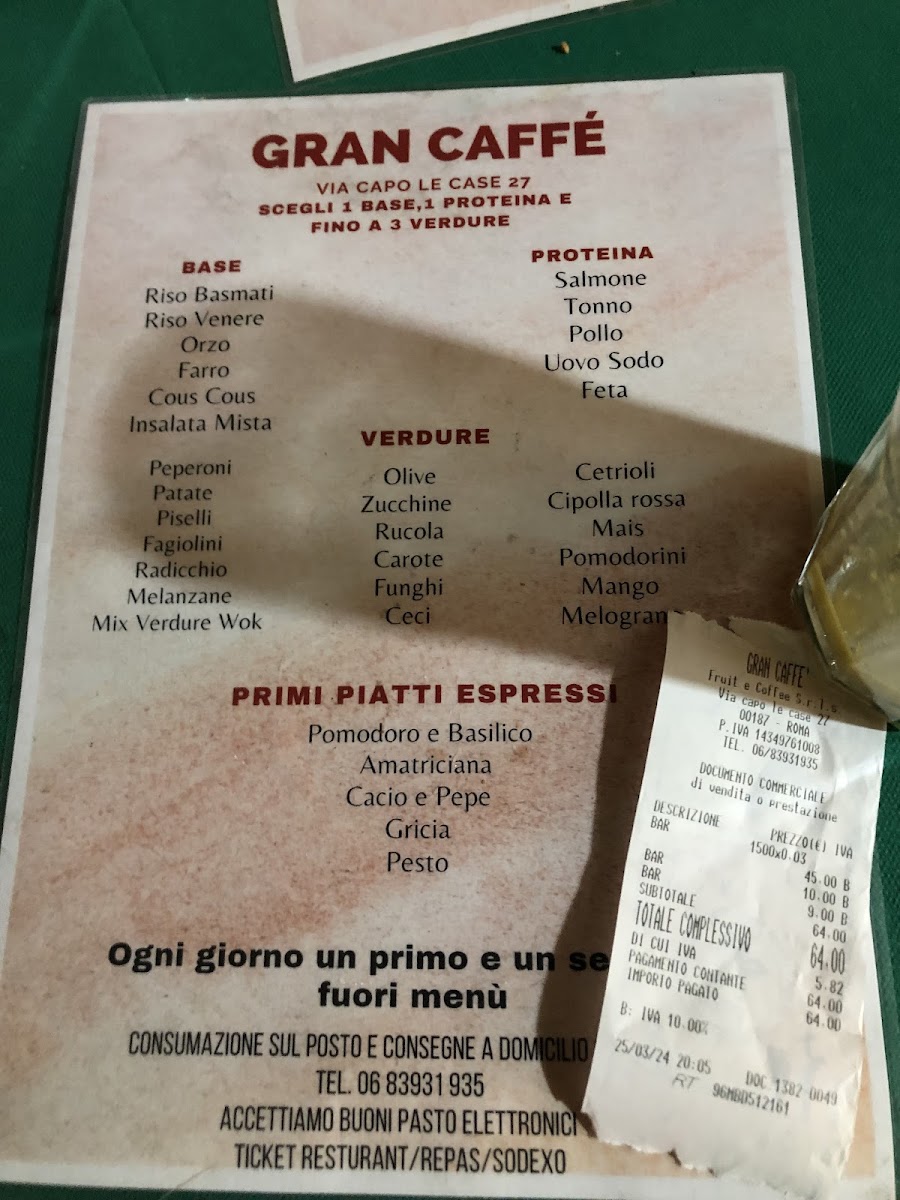 GRAN CAFFÉ
VIA CAPO LE CASE 27
SCEGLI 1 BASE,1 PROTEINA E
FINO A 3 VERDURE
BASE
Riso Basmati
Riso Venere
Orzo
Farro
Cous Cous
Insalata Mista
PROTEINA
Salmone
Tonno
Pollo
Uovo Sodo
Feta
VERDURE
Peperoni
Patate
Piselli
Fagiolini
Radicchio
Melanzane
Mix Verdure Wok
Olive
Zucchine
Rucola
Carote
Funghi
Ceci
Cetrioli
Cipolla rossa
Mais
Pomodorini
Mango
Melogran
PRIMI PIATTI ESPRESSI
Pomodoro e Basilico
Amatriciana
Cacio e Pepe
Gricia
Pesto
Ogni giorno un primo e un se
fuori menù
CONSUMAZIONE SUL POSTO E CONSEGNE A DOMICILIO
TEL. 06 83931 935
ACCETTIAMO BUONI PASTO ELETTRONICI
TICKET RESTURANT/REPAS/SODEXO
GRAN CAFFE'
Fruit e Coffee S.r.l.s.
Via capo le case 27
00187 - ROMA
P.IVA 14349761008
TEL. 06/83931935
DOCUMENTO COMMERCIALE
di vendita o prestazione
DESCRIZIONE PREZZO(€) IVA
BAR 1500x0.03
45.00 B
BAR 10.00 B
BAR 9.00 B
SUBTOTALE 64.00
TOTALE COMPLESSIVO 64.00
DI CUI IVA 5.82
PAGAMENTO CONTANTE 64.00
IMPORTO PAGATO 64.00
B: IVA 10.00%
25/03/24 20:05 DOC 1382 0049
RT 96MBD512161